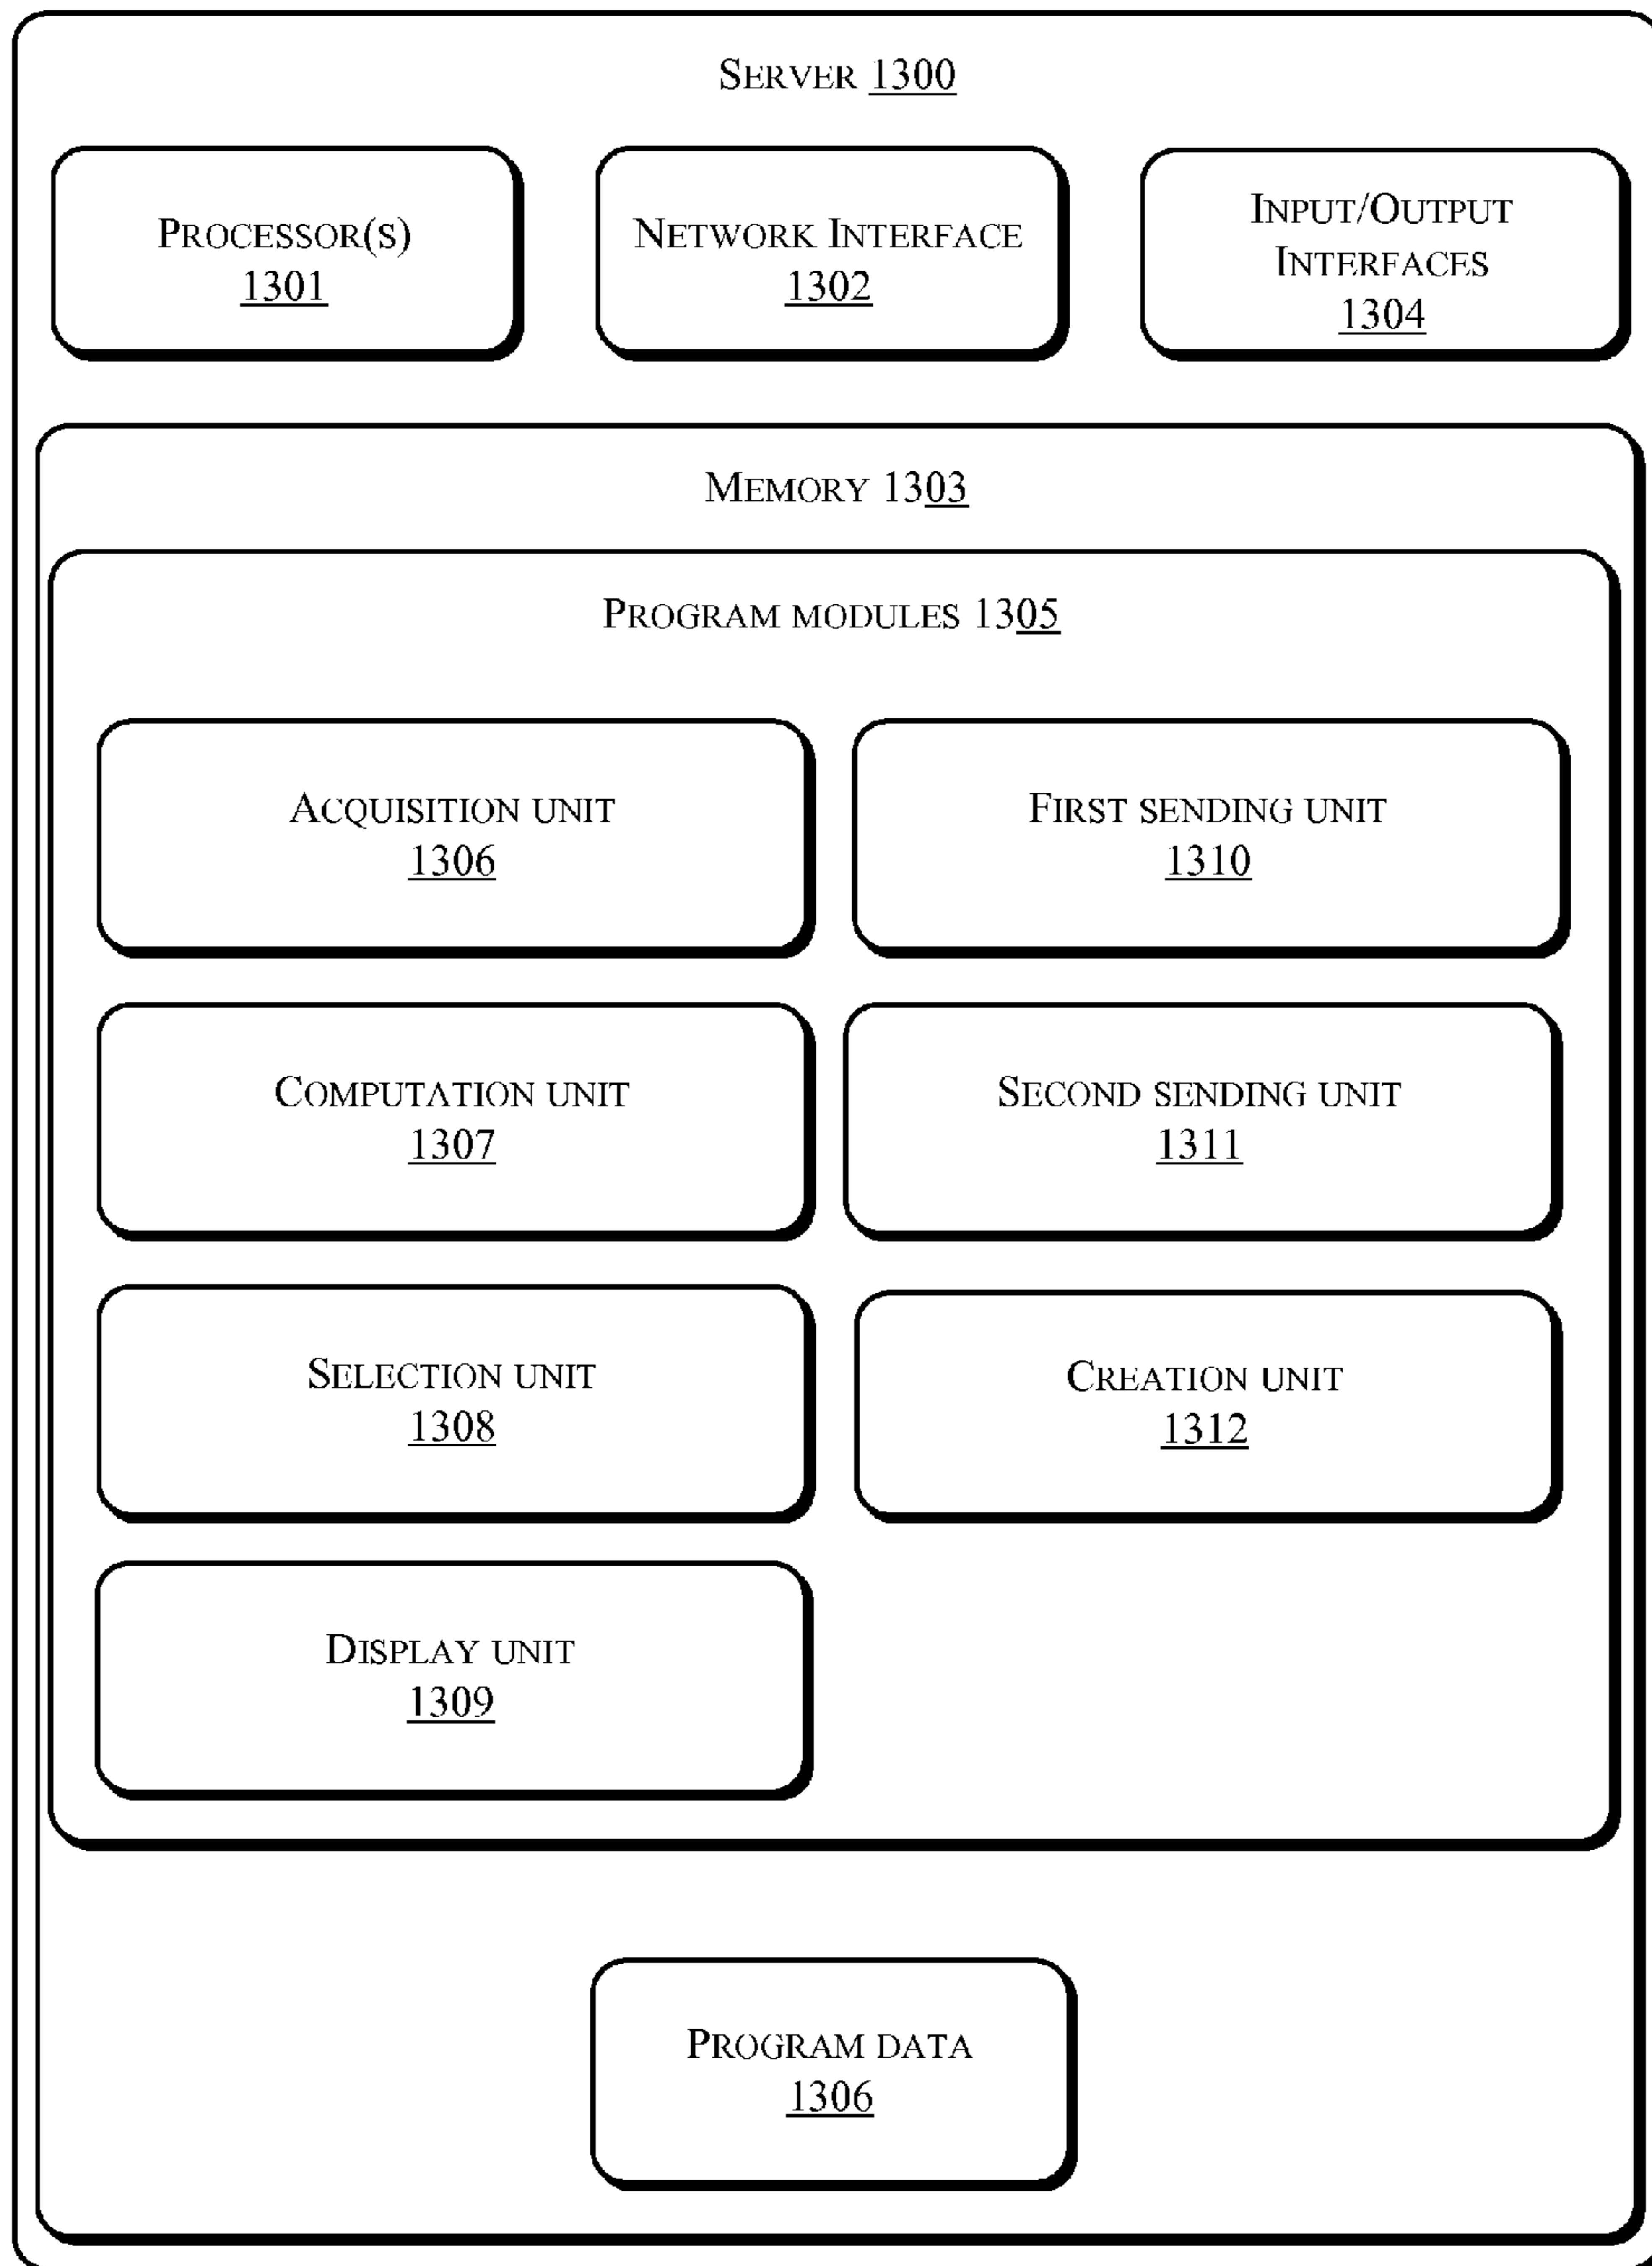 SERVER 1300
PROCESSOR(S)
1301
NETWORK INTERFACE
1302
INPUT/OUTPUT
INTERFACES
1304
MEMORY 1303
PROGRAM MODULES 1305
ACQUISITION UNIT
1306
FIRST SENDING UNIT
1310
COMPUTATION UNIT
1307
SECOND SENDING UNIT
1311
SELECTION UNIT
1308
CREATION UNIT
1312
DISPLAY UNIT
1309
PROGRAM DATA
1306